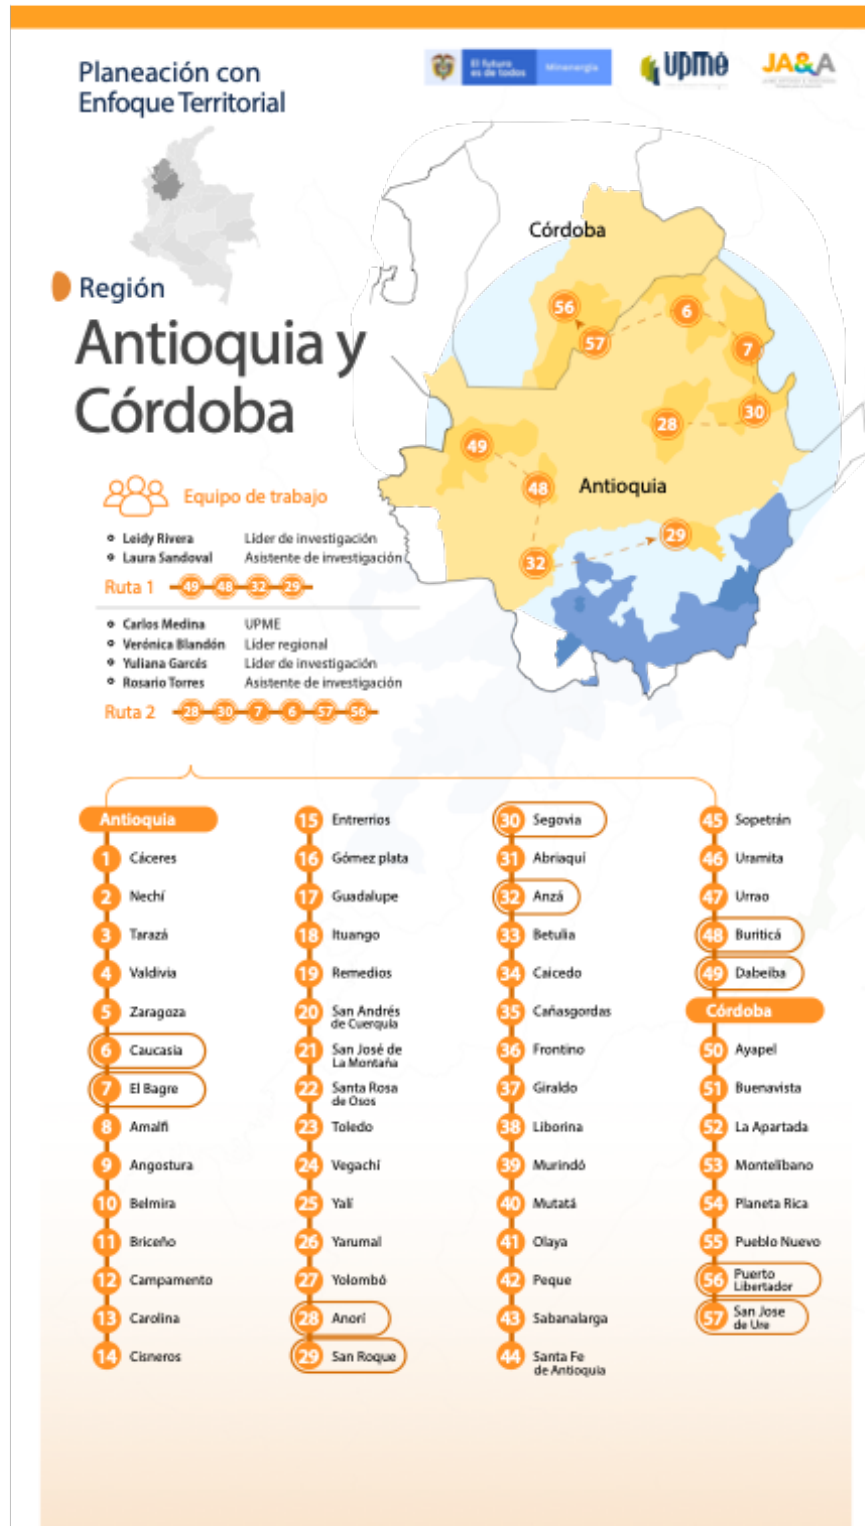 Planeación con
Enfoque Territorial
El futuro
es de todos
Minenergía
upme
JA&A
Región
Antioquia y
Córdoba
Córdoba
56
57
6
7
30
28
49
48
Antioquia
29
32
Equipo de trabajo
Leidy Rivera Líder de investigación
Laura Sandoval Asistente de investigación
Ruta 1 49 48 32 29
Carlos Medina UPME
Verónica Blandón Líder regional
Yuliana Garcés Líder de investigación
Rosario Torres Asistente de investigación
Ruta 2 28 30 7 6 57 56
Antioquia
1 Cáceres
2 Nechí
3 Tarazá
4 Valdivia
5 Zaragoza
6 Caucasia
7 El Bagre
8 Amalfi
9 Angostura
10 Belmira
11 Briceño
12 Campamento
13 Carolina
14 Cisneros
15 Entrerrios
16 Gómez plata
17 Guadalupe
18 Ituango
19 Remedios
20 San Andrés
de Cuerquia
21 San José de
La Montaña
22 Santa Rosa
de Osos
23 Toledo
24 Vegachí
25 Yalí
26 Yarumal
27 Yolombó
28 Anorí
29 San Roque
30 Segovia
31 Abriaquí
32 Anzá
33 Betulia
34 Caicedo
35 Cañasgordas
36 Frontino
37 Giraldo
38 Liborina
39 Murindó
40 Mutatá
41 Olaya
42 Peque
43 Sabanalarga
44 Santa Fe
de Antioquia
45 Sopetrán
46 Uramita
47 Urrao
48 Buriticá
49 Dabeiba
Córdoba
50 Ayapel
51 Buenavista
52 La Apartada
53 Montelíbano
54 Planeta Rica
55 Pueblo Nuevo
56 Puerto
Libertador
57 San Jose
de Ure